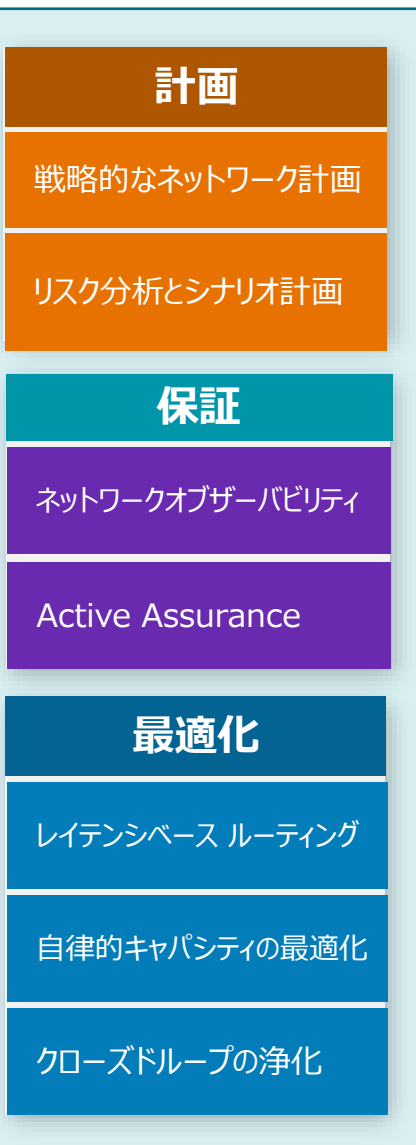 計画
戦略的なネットワーク計画
リスク分析とシナリオ計画
保証
ネットワークオブザーバビリティ
Active Assurance
最適化
レイテンシベース ルーティング
自律的キャパシティの最適化
クローズドループの浄化